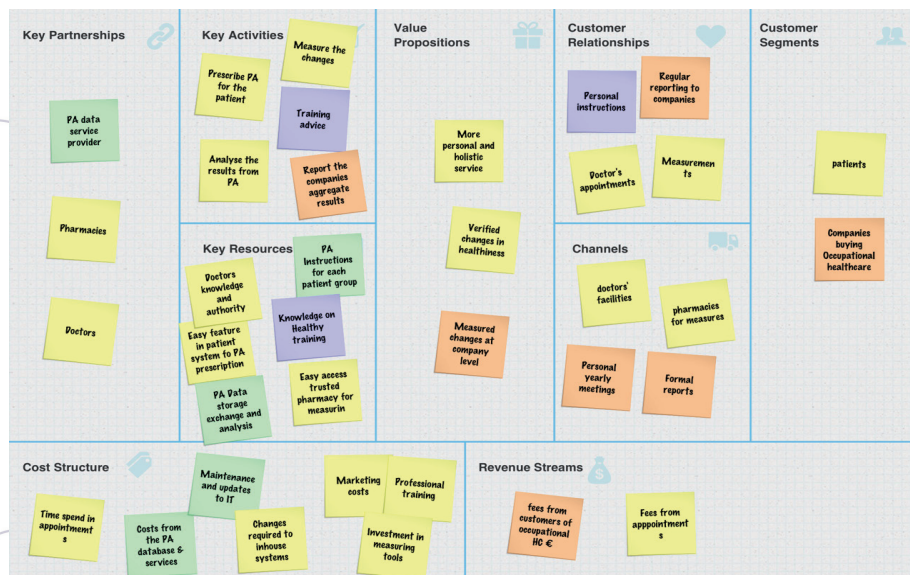 Key Partnerships
PA data
service
provider
Pharmacies
Doctors
Key Activities
Measure the
changes
Prescribe PA
for the
patient
Training
advice
Analyse the
results from
PA
Report the
companies
aggregate
results
Key Resources
PA
Instructions
for each
patient group
Doctors
knowledge
and
authority
Knowledge on
Healthy
training
Easy feature
in patient
system to PA
prescription
Easy access
trusted
pharmacy for
measurin
PA Data
storage
exchange and
analysis
Value
Propositions
More
personal and
holistic
service
Verified
changes in
healthiness
Measured
changes at
company
level
Customer
Relationships
Personal
instructions
Regular
reporting to
companies
Doctor's
appointments
Measuremen
ts
Channels
doctors'
facilities
pharmacies
for measures
Personal
yearly
meetings
Formal
reports
Customer
Segments
patients
Companies
buying
Occupational
healthcare
Cost Structure
Time spend in
appointment
s
Costs from
the PA
database &
services
Maintenance
and updates
to IT
Changes
required to
inhouse
systems
Marketing
costs
Professional
training
Investment in
measuring
tools
Revenue Streams
$
fees from
customers of
occupational
HC €
Fees from
apppointment
s